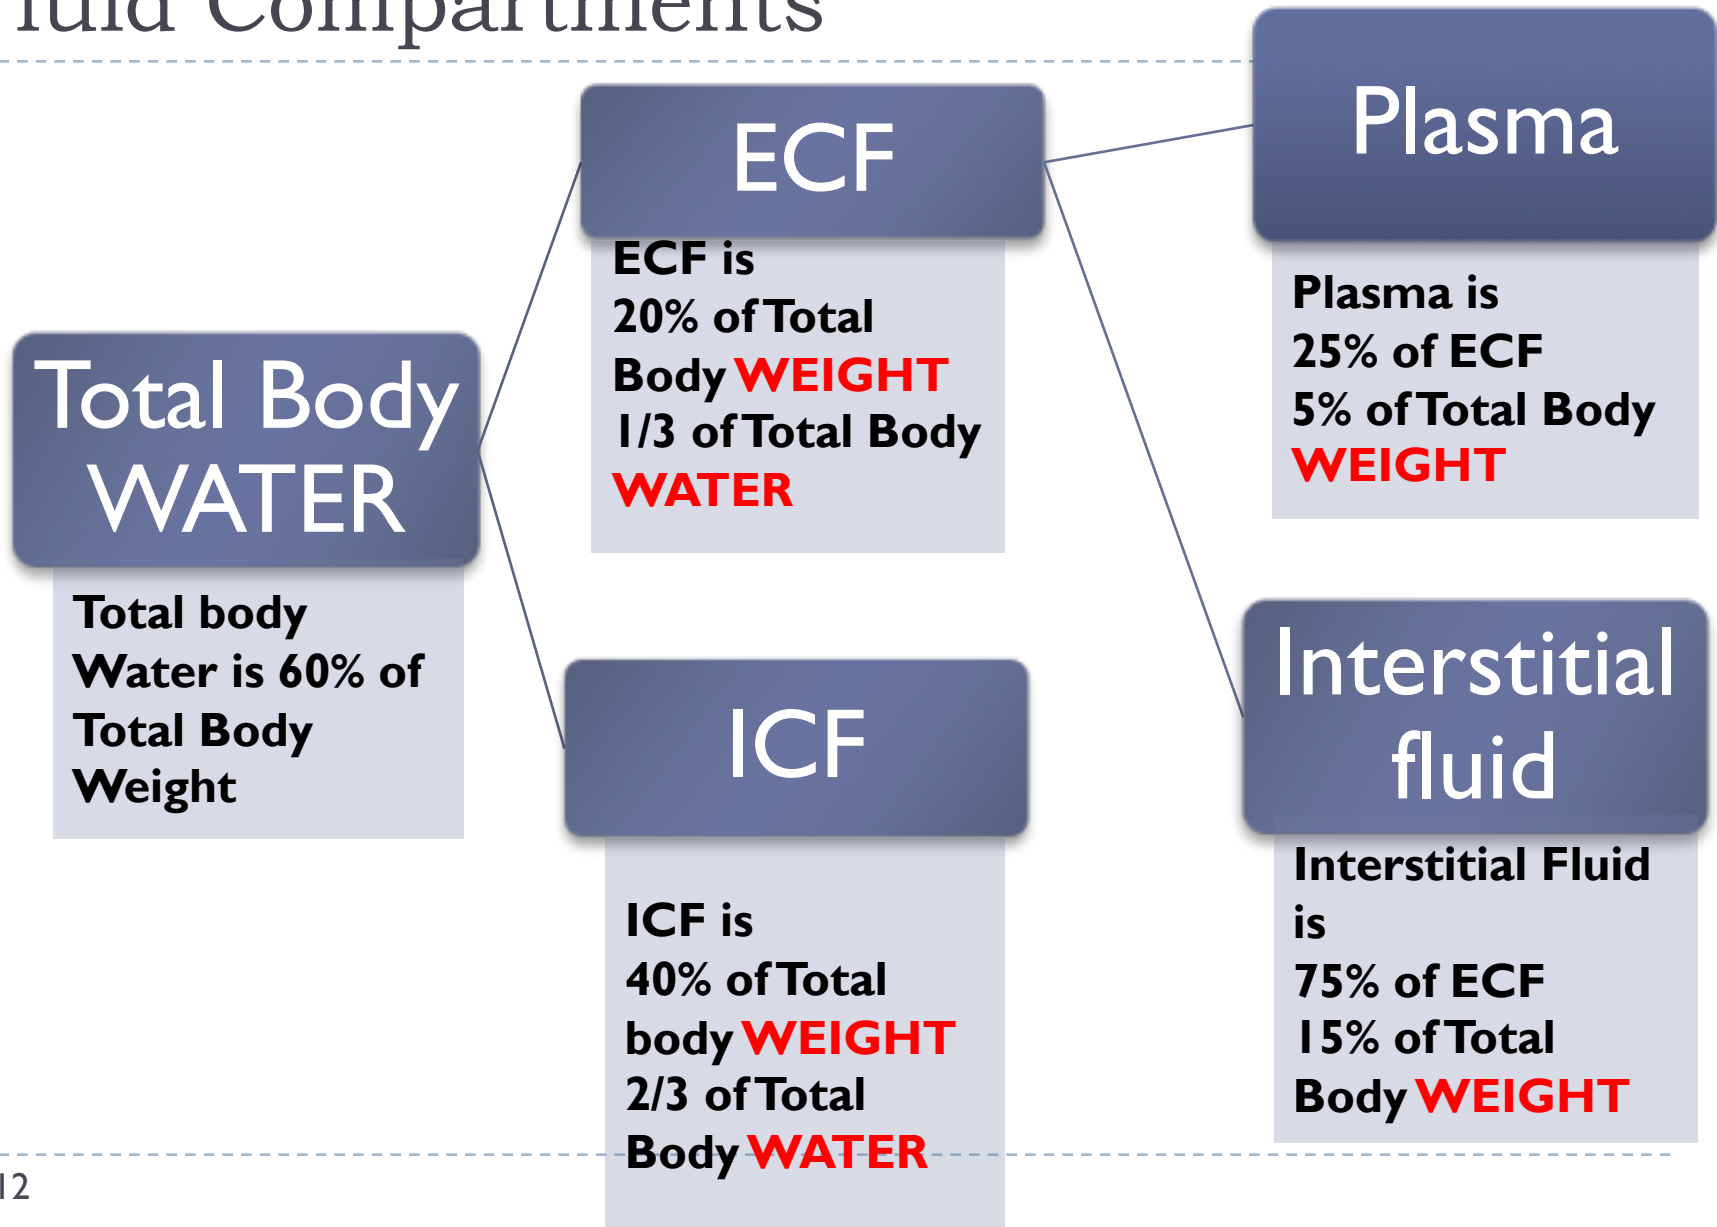 luid Compartments
Total Body
WATER
Total body
Water is 60% of
Total Body
Weight
ECF
ECF is
20% of Total
Body WEIGHT
1/3 of Total Body
WATER
ICF
ICF is
40% of Total
body WEIGHT
2/3 of Total
Body WATER
Plasma
Plasma is
25% of ECF
5% of Total Body
WEIGHT
Interstitial
fluid
Interstitial Fluid
is
75% of ECF
15% of Total
Body WEIGHT
12